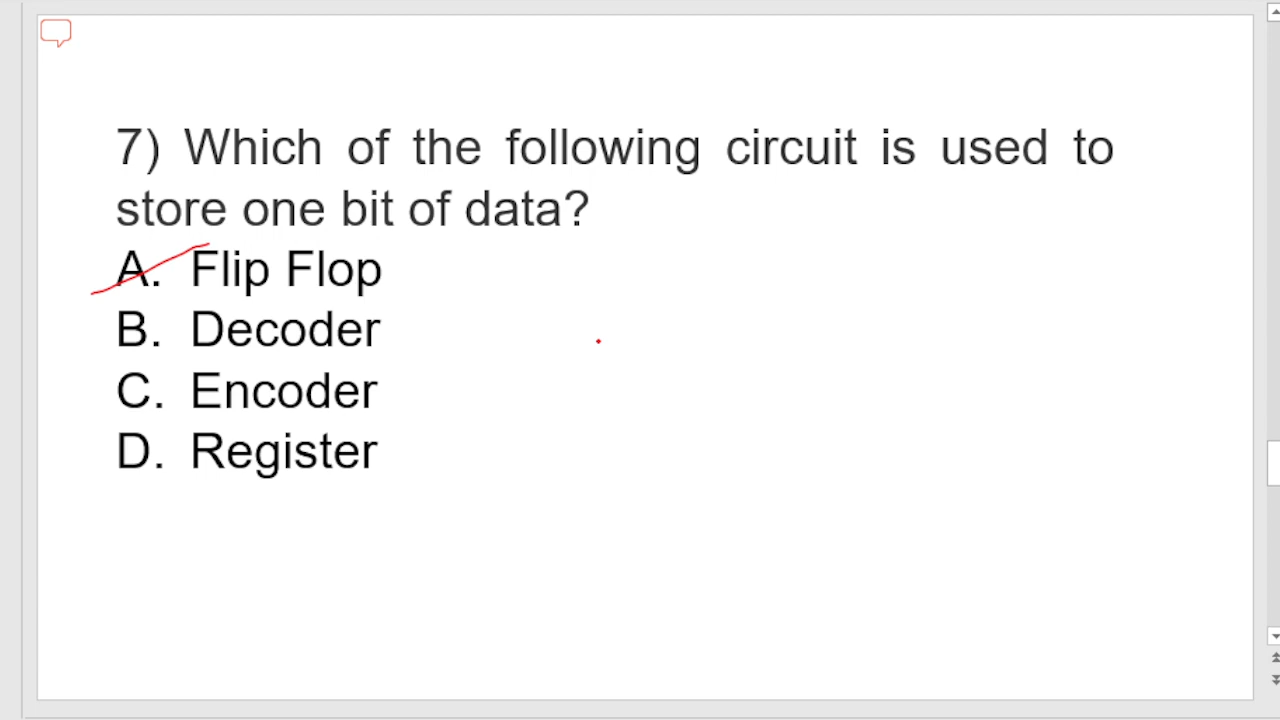 7) Which of the following circuit is used to
store one bit of data?
A. Flip Flop
B. Decoder
C. Encoder
D. Register